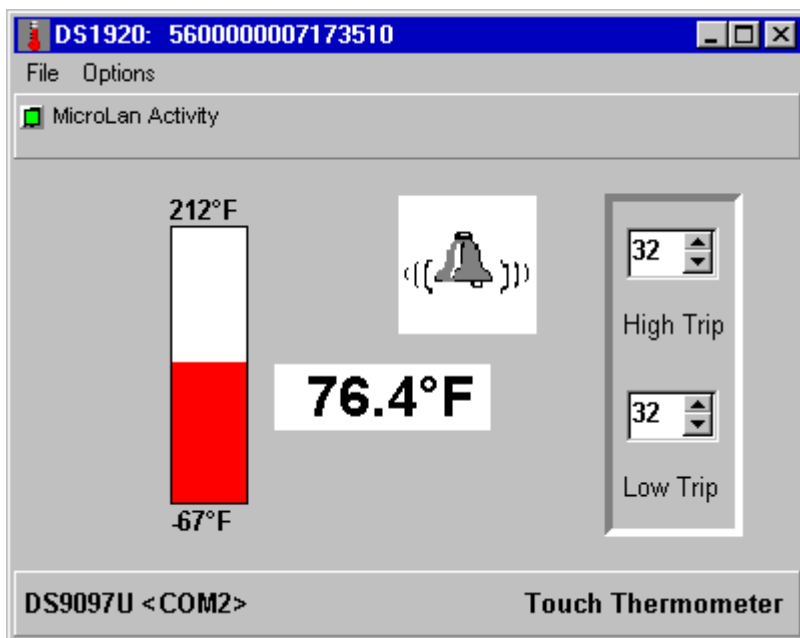 DS1920:  5600000007173510
File  Options
MicroLan Activity
212°F
32
High Trip
76.4°F
32
Low Trip
-67°F
DS9097U <COM2>
Touch Thermometer